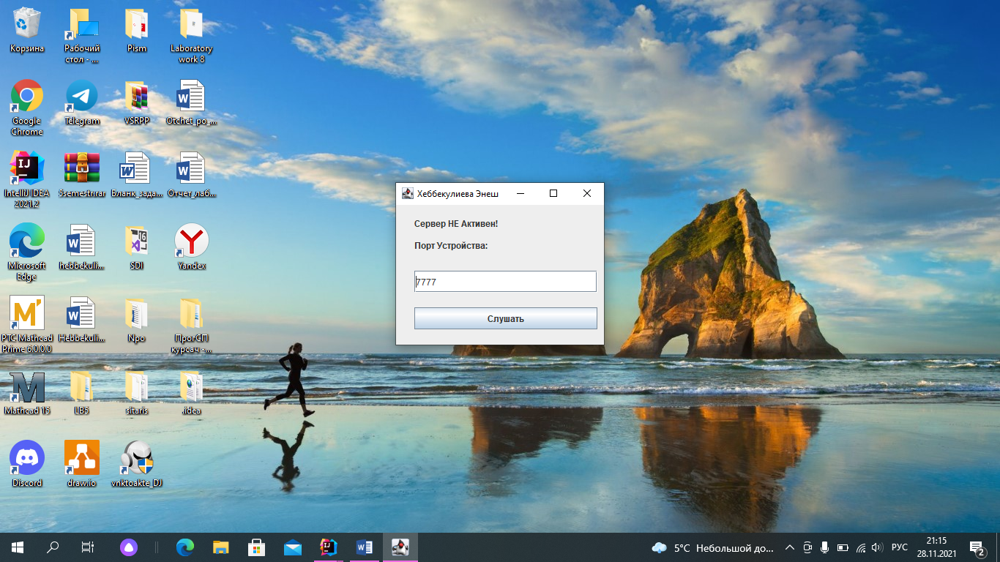 Корзина
Рабочий
стол - ...
Pism
Laboratory
work 8
Google
Chrome
Telegram
VSRPP
Otchet_po_...
IntelliJ IDEA
2021.2
5semestr.rar
Бланк_зада...
Отчет_лаб...
Microsoft
Edge
hebbekuli...
SDI
Yandex
PTC Mathcad
Prime 6.0.0.0
Hebbekuli...
Npo
ПрогСП
курсач -...
Mathcad 15
LB5
sitaris
.idea
Discord
draw.io
vnktoakte_DJ
Хеббекулиева Энеш
Сервер НЕ Активен!
Порт Устройства:
7777
Слушать
5°C Небольшой до...
РУС
21:15
28.11.2021
2